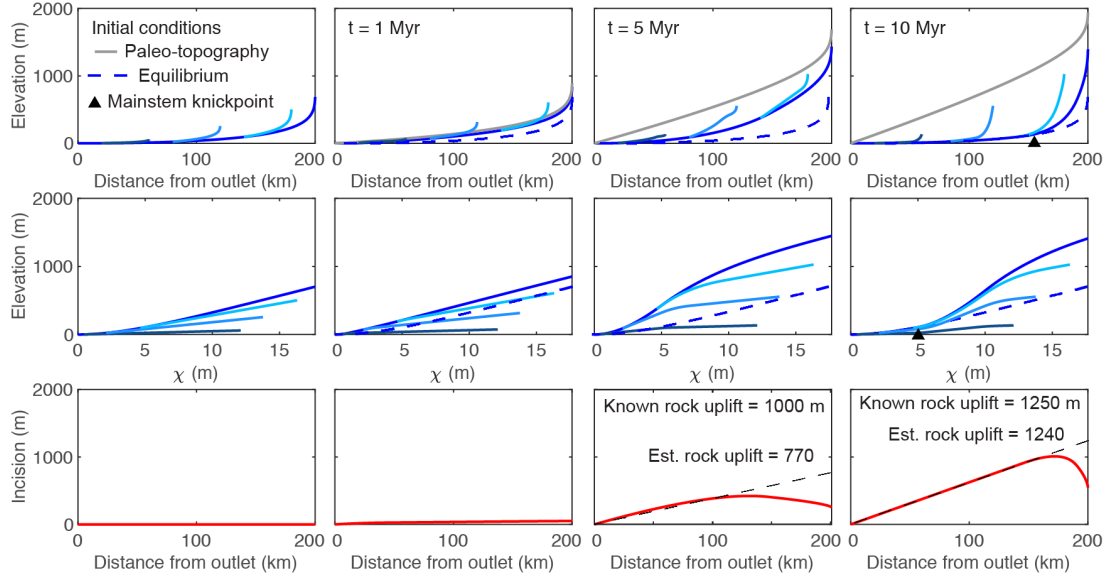 2000
1000
0
Elevation (m)
Initial conditions
Paleo-topography
Equilibrium
Mainstem knickpoint
0
100
200
Distance from outlet (km)
t = 1 Myr
0
100
200
Distance from outlet (km)
t = 5 Myr
0
100
200
Distance from outlet (km)
t = 10 Myr
0
100
200
Distance from outlet (km)
2000
1000
0
Elevation (m)
0
5
10
15
χ (m)
0
5
10
15
χ (m)
0
5
10
15
χ (m)
0
5
10
15
χ (m)
2000
1000
0
Incision (m)
0
100
200
Distance from outlet (km)
0
100
200
Distance from outlet (km)
Known rock uplift = 1000 m
Est. rock uplift = 770
0
100
200
Distance from outlet (km)
Known rock uplift = 1250 m
Est. rock uplift = 1240
0
100
200
Distance from outlet (km)